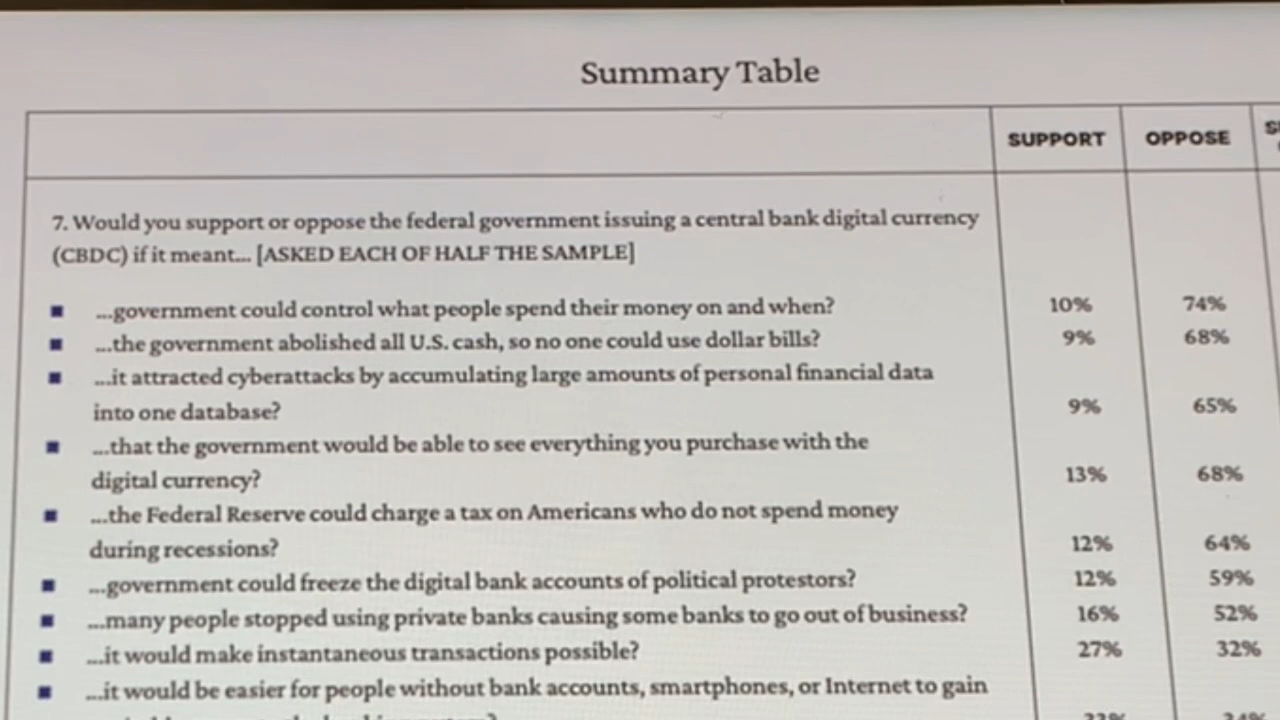 Summary Table
SUPPORT OPPOSE
7. Would you support or oppose the federal government issuing a central bank digital currency
(CBDC) if it meant... [ASKED EACH OF HALF THE SAMPLE]
■ ...government could control what people spend their money on and when? 10% 74%
■ ...the government abolished all U.S. cash, so no one could use dollar bills? 9% 68%
■ ...it attracted cyberattacks by accumulating large amounts of personal financial data
into one database? 9% 65%
■ ...that the government would be able to see everything you purchase with the
digital currency? 13% 68%
■ ...the Federal Reserve could charge a tax on Americans who do not spend money
during recessions? 12% 64%
■ ...government could freeze the digital bank accounts of political protestors? 12% 59%
■ ...many people stopped using private banks causing some banks to go out of business? 16% 52%
■ ...it would make instantaneous transactions possible? 27% 32%
■ ...it would be easier for people without bank accounts, smartphones, or Internet to gain